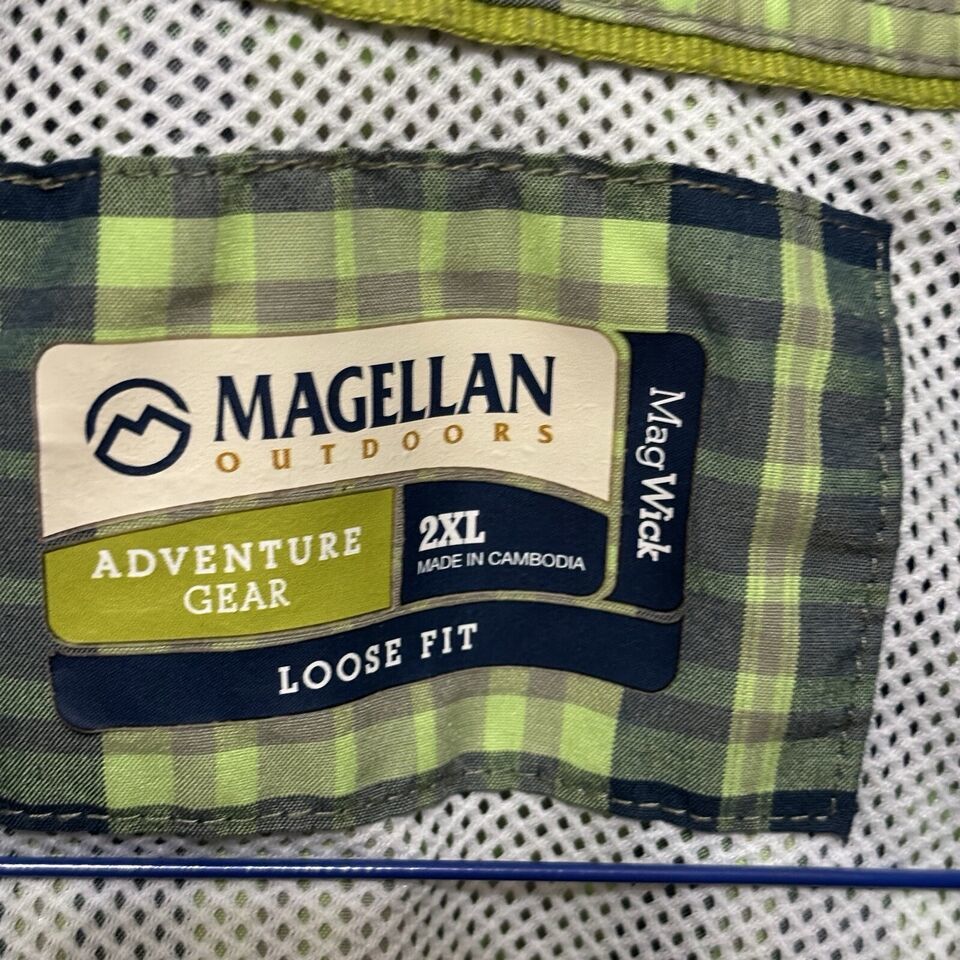 MAGELLAN
OUTDOORS
ADVENTURE
GEAR
2XL
MADE IN CAMBODIA
MagWick
LOOSE FIT